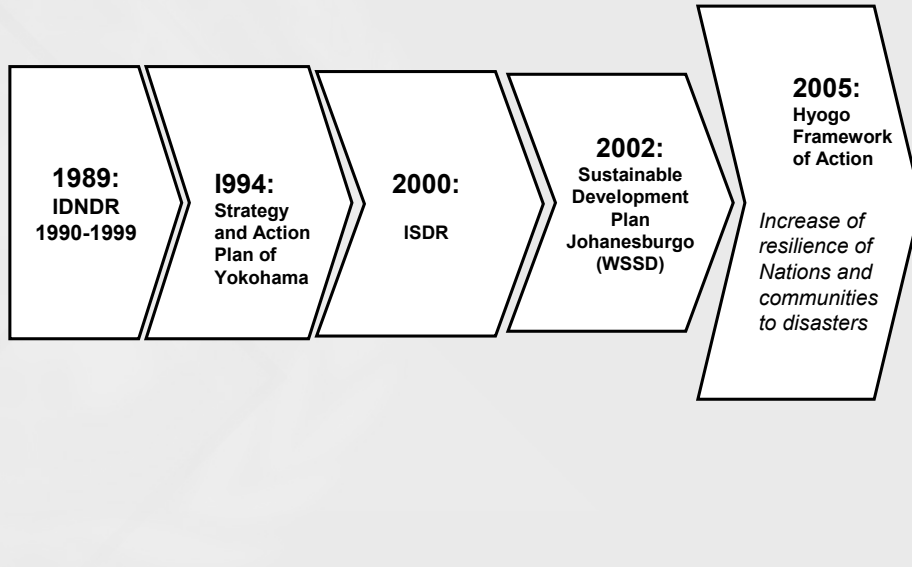 1989:
IDNDR
1990-1999
I994:
Strategy
and Action
Plan of
Yokohama
2000:
ISDR
2002:
Sustainable
Development
Plan
Johanesburgo
(WSSD)
2005:
Hyogo
Framework
of Action
Increase of
resilience of
Nations and
communities
to disasters